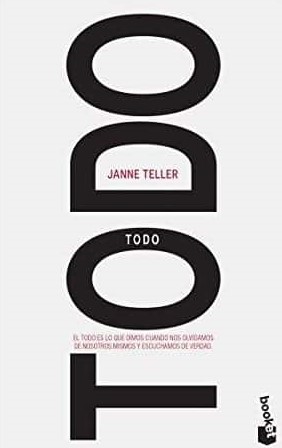 TODO
JANNE TELLER
TODO
EL TODO ES LO QUE OÍMOS CUANDO NOS OLVIDAMOS
DE NOSOTROS MISMOS Y ESCUCHAMOS DE VERDAD.
booket